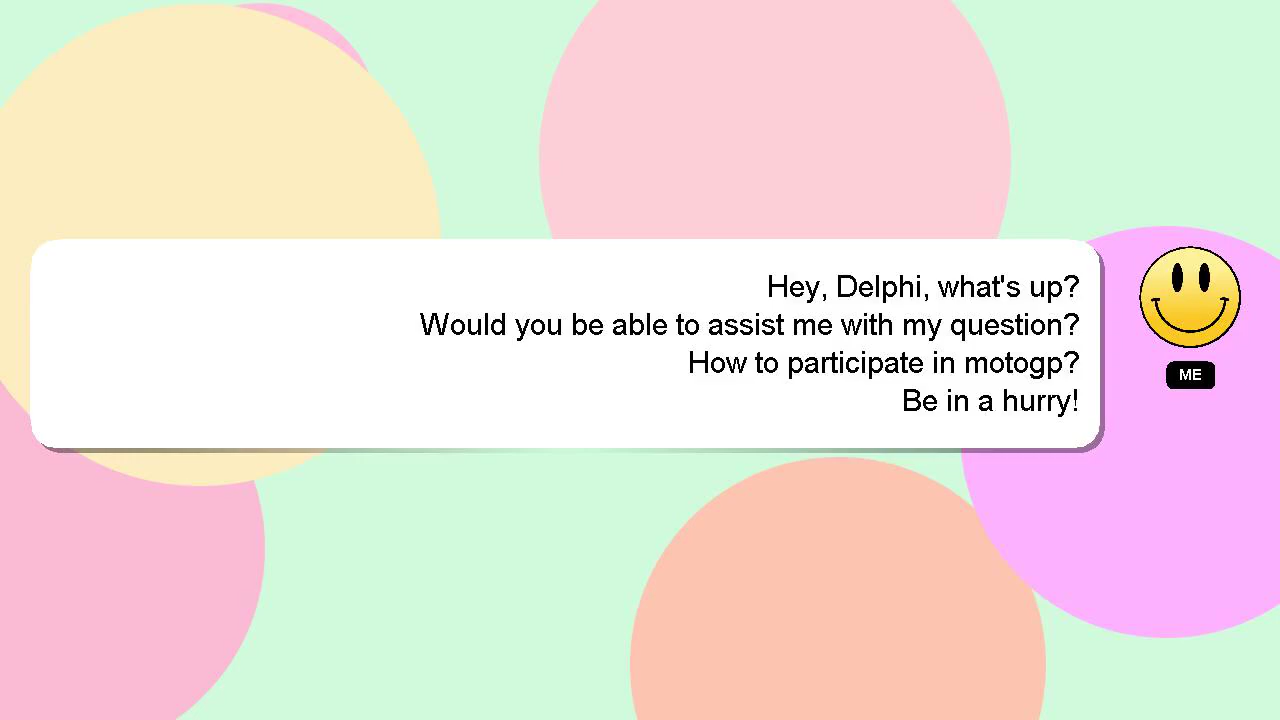 Hey, Delphi, what's up?
Would you be able to assist me with my question?
How to participate in motogp?
Be in a hurry!
ME